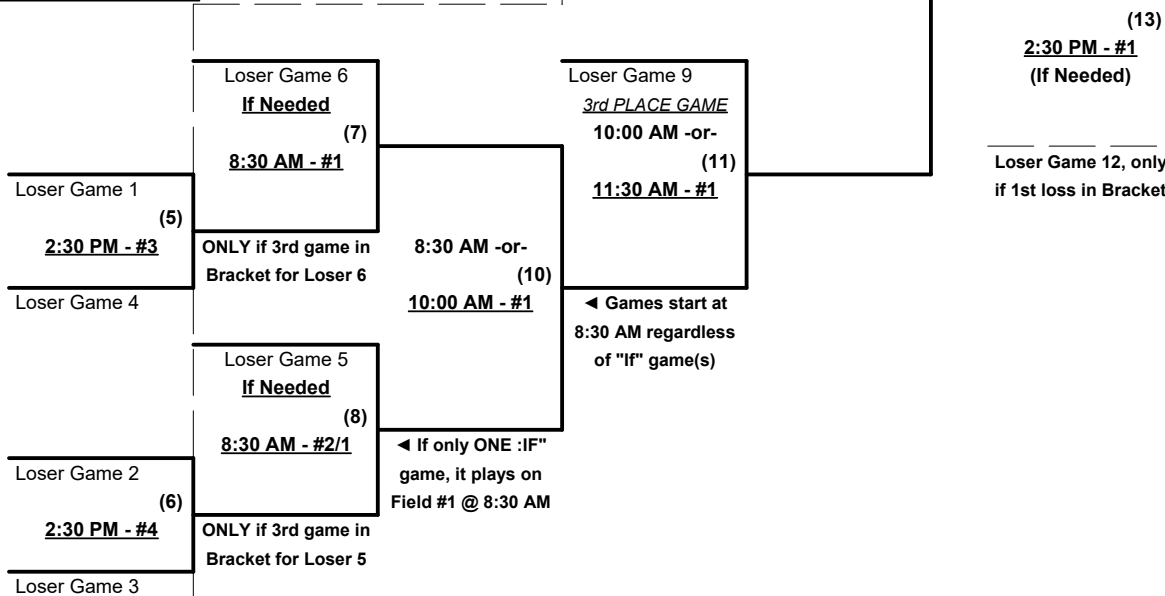 (13)
2:30 PM - #1
(If Needed)
Loser Game 12, only
if 1st loss in Bracket
Loser Game 6
If Needed
(7)
8:30 AM - #1
ONLY if 3rd game in
Bracket for Loser 6
Loser Game 9
3rd PLACE GAME
10:00 AM -or-
(11)
11:30 AM - #1
Loser Game 1
(5)
2:30 PM - #3
Loser Game 4
8:30 AM -or-
(10)
10:00 AM - #1
◄ Games start at
8:30 AM regardless
of "If" game(s)
Loser Game 5
If Needed
(8)
8:30 AM - #2/1
◄ If only ONE :IF"
game, it plays on
Field #1 @ 8:30 AM
Loser Game 2
(6)
2:30 PM - #4
ONLY if 3rd game in
Bracket for Loser 5
Loser Game 3